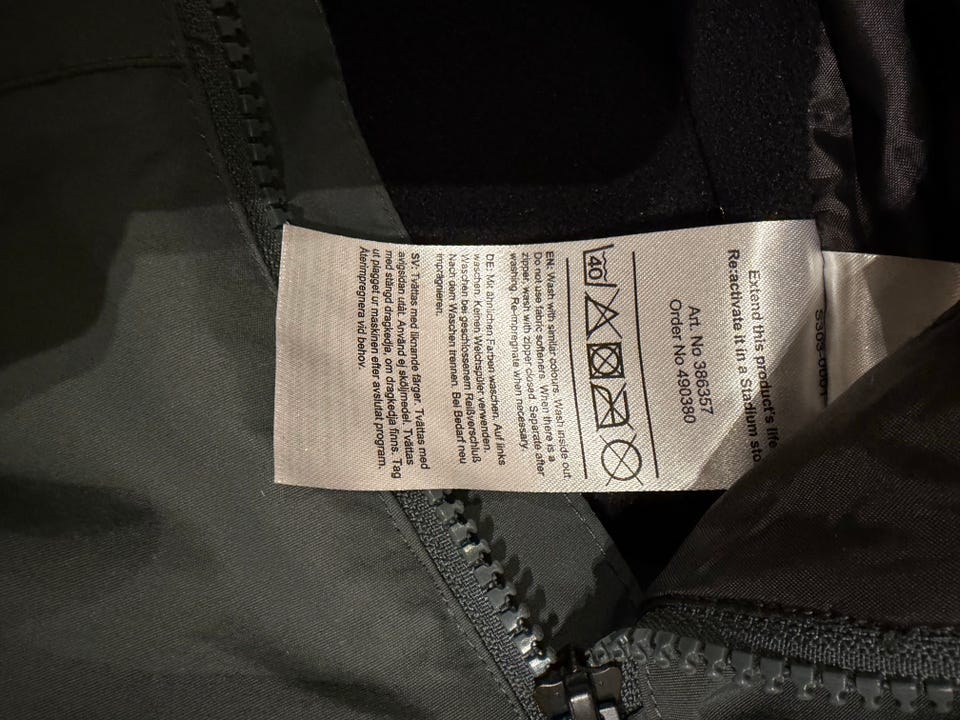 Extend this product's life
Re:activate it in a Stadium
Art. No 386357
Order No 490380
40
EN: Wash with similar colours. Wash inside out
Do not use fabric softeners. When there is a
zipper, wash with zipper closed. Separate after
washing. Re-impregnate when necessary.
DE: Mit ähnlichen Farben waschen. Auf links
waschen. Keinen Weichspüler verwenden.
Waschen bei geschlossenem Reißverschluß
Nach dem Waschen trennen. Bei Bedarf neu
imprägnieren.
SV: Tvättas med liknande färger. Tvättas med
avigsidan utåt. Använd ej sköljmedel. Tvättas
med stängd dragkedja, om dragkedja finns. Tag
ut plagget ur maskinen efter avslutat program.
Återimpregnera vid behov.